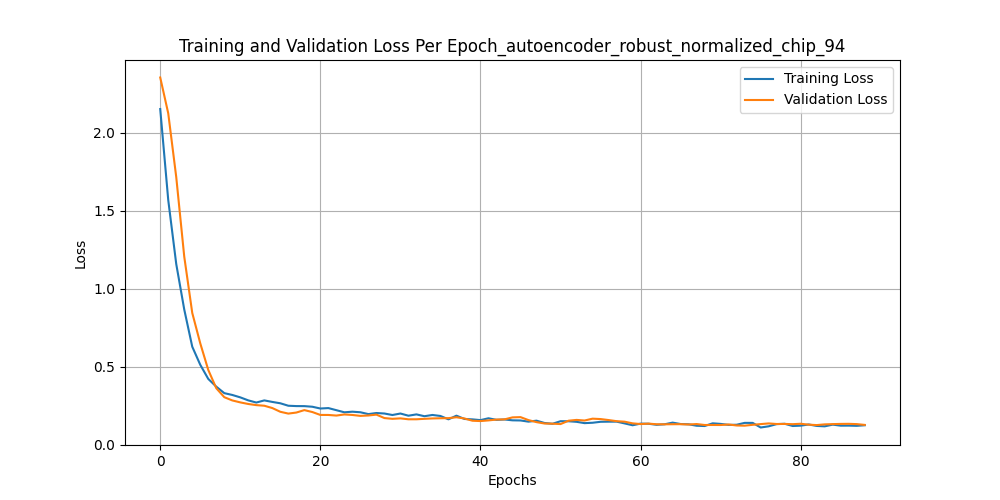 Training and Validation Loss Per Epoch_autoencoder_robust_normalized_chip_94
Training Loss
Validation Loss
2.0
1.5
1.0
0.5
0.0
Loss
0
20
40
60
80
Epochs